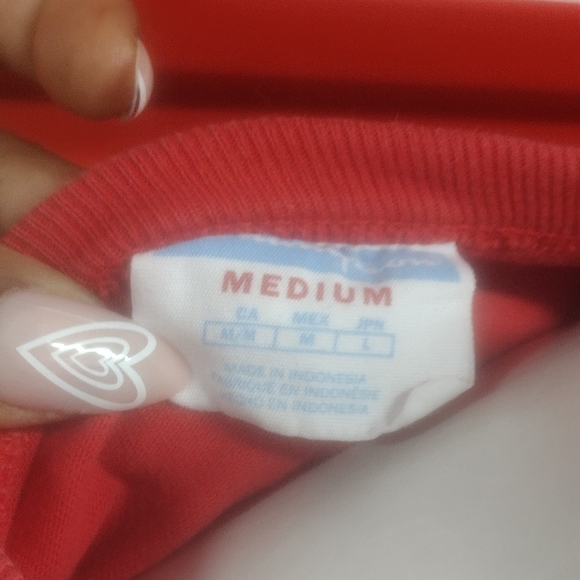 MEDIUM
CA MEX JPN
M/M M L
MADE IN INDONESIA
FABRIQUÉ EN INDONÉSIE
HECHO EN INDONESIA